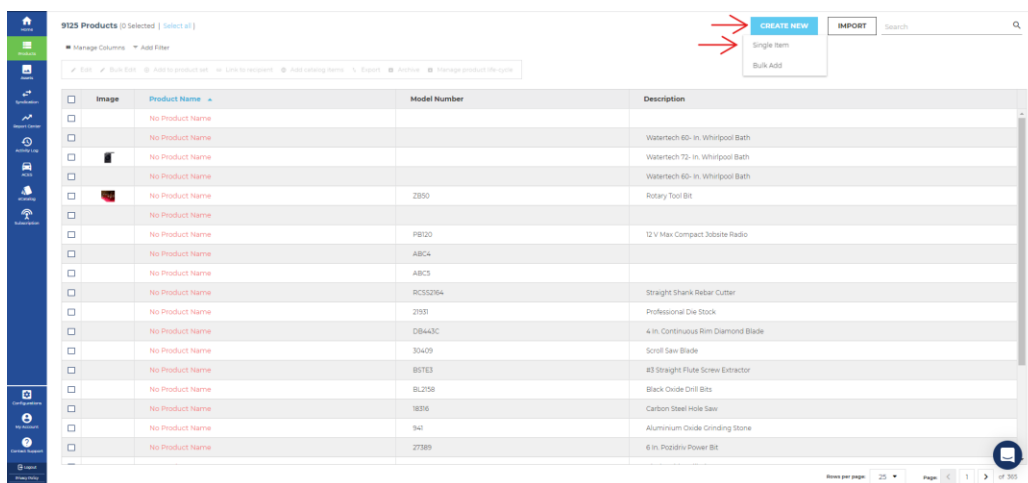 Home
Products
Assets
Syndication
Report Center
Activity Log
ACES
eCatalog
Subscription
Configurations
My Account
Contact Support
Logout
Privacy Policy
9125 Products (0 Selected | Select all)
CREATE NEW
IMPORT
Search
Single Item
Bulk Add
Manage Columns Add Filter
Edit Bulk Edit Add to product set Link to recipient Add catalog items Export Archive Manage product life cycle
Image Product Name Model Number Description
No Product Name
No Product Name Watertech 60- In. Whirlpool Bath
No Product Name Watertech 72- In. Whirlpool Bath
No Product Name Watertech 60- In. Whirlpool Bath
No Product Name ZB50 Rotary Tool Bit
No Product Name
No Product Name PB120 12 V Max Compact Jobsite Radio
No Product Name ABC4
No Product Name ABC5
No Product Name RCSS2164 Straight Shank Rebar Cutter
No Product Name 21931 Professional Die Stock
No Product Name DB443C 4 In. Continuous Rim Diamond Blade
No Product Name 30409 Scroll Saw Blade
No Product Name BSTE3 #3 Straight Flute Screw Extractor
No Product Name BL2158 Black Oxide Drill Bits
No Product Name 18316 Carbon Steel Hole Saw
No Product Name 941 Aluminium Oxide Grinding Stone
No Product Name 27389 6 In. Pozidriv Power Bit
Rows per page: 25 Page: 1 of 365